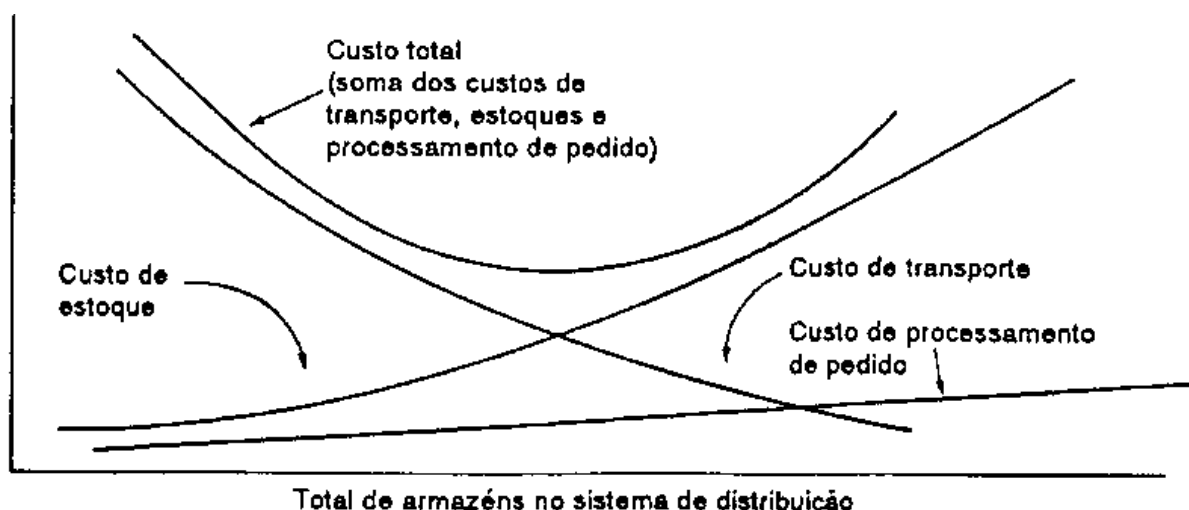 Custo total
(soma dos custos de
transporte, estoques e
processamento de pedido)
Custo de
estoque
Custo de transporte
Custo de processamento
de pedido
Total de armazéns no sistema de distribuição